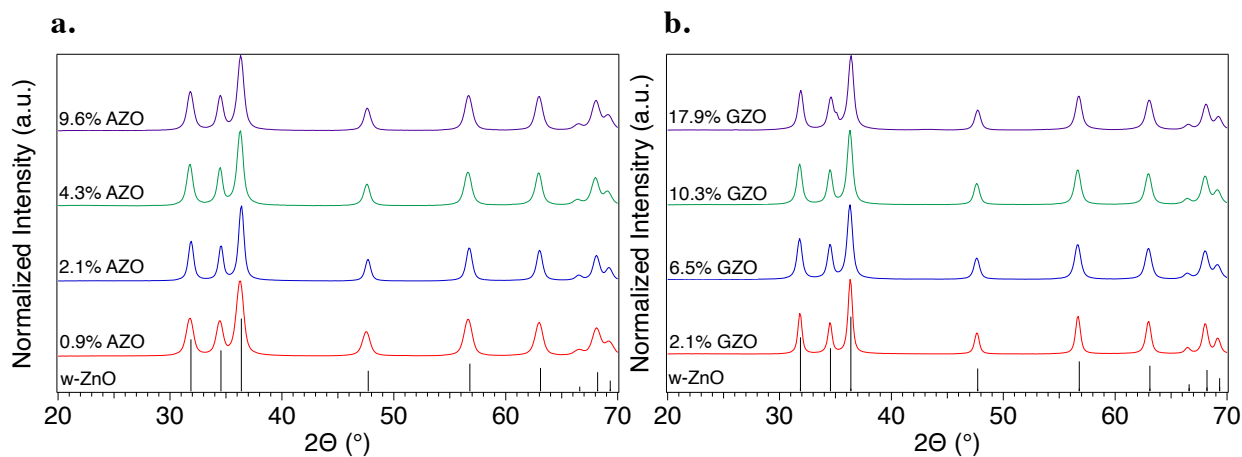 a.
Normalized Intensity (a.u.)
9.6% AZO
4.3% AZO
2.1% AZO
0.9% AZO
w-ZnO
20 30 40 50 60 70
2Θ (°)
b.
Normalized Intensitry (a.u.)
17.9% GZO
10.3% GZO
6.5% GZO
2.1% GZO
w-ZnO
20 30 40 50 60 70
2Θ (°)